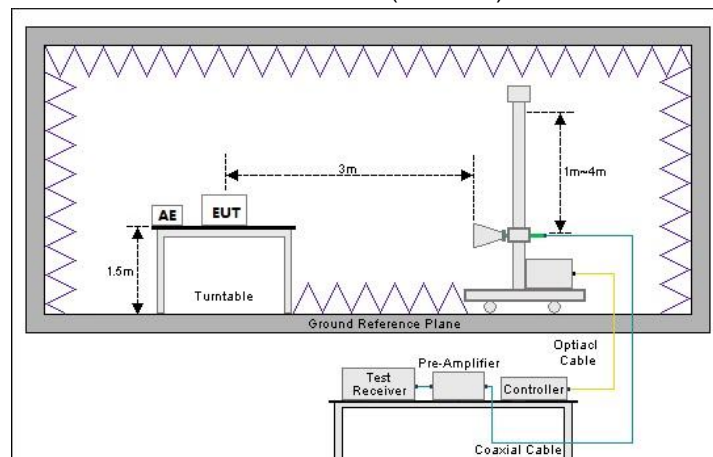 3m
1m~4m
AE
EUT
1.5m
Turntable
Ground Reference Plane
Optiacl
Cable
Pre-Amplifier
Test
Receiver
Controller
Coaxial Cable